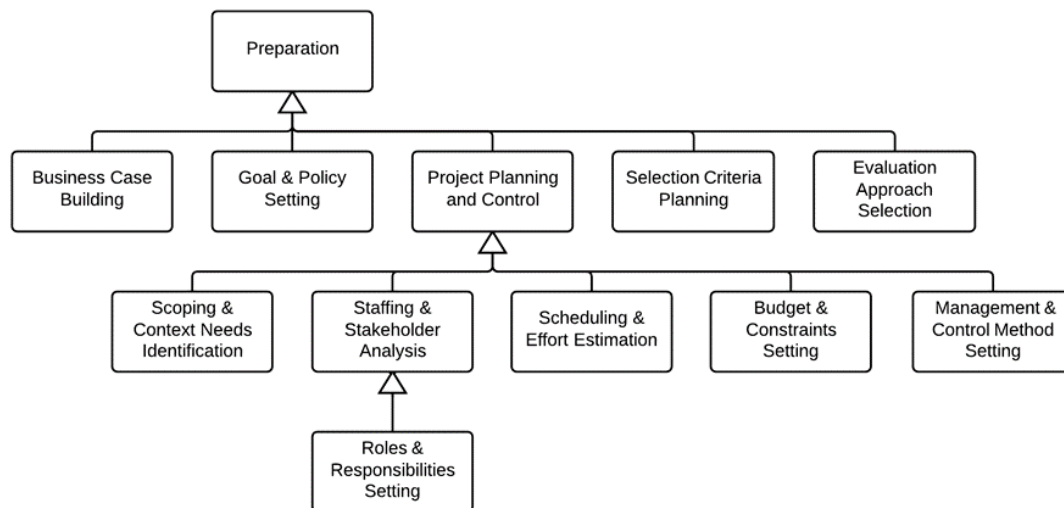 Preparation
Business Case
Building
Goal & Policy
Setting
Project Planning
and Control
Selection Criteria
Planning
Evaluation
Approach
Selection
Scoping &
Context Needs
Identification
Staffing &
Stakeholder
Analysis
Scheduling &
Effort Estimation
Budget &
Constraints
Setting
Management &
Control Method
Setting
Roles &
Responsibilities
Setting